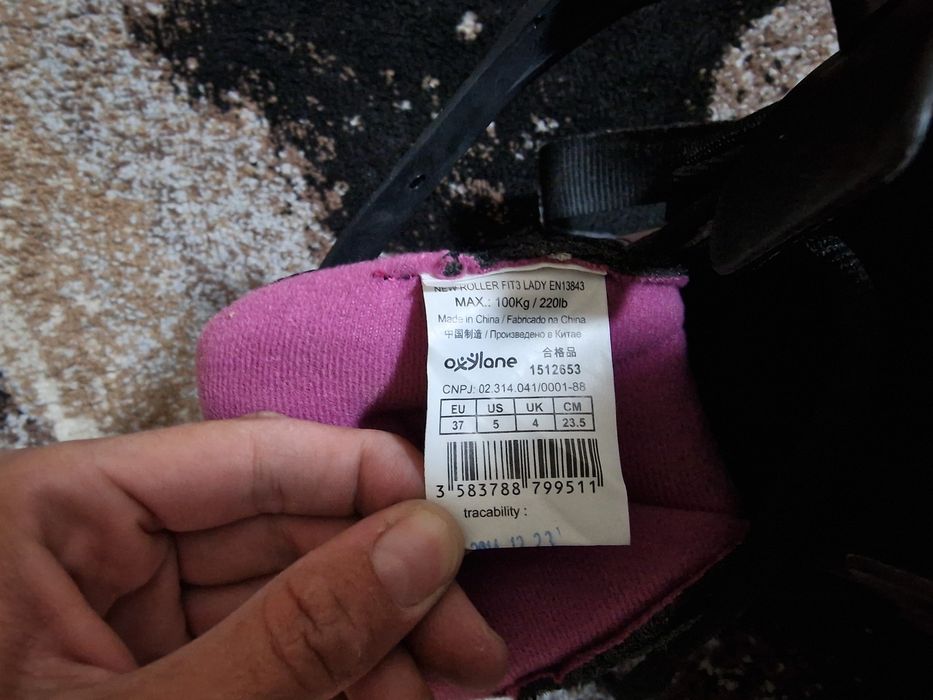 NEW ROLLER FIT3 LADY EN13843
MAX.: 100Kg / 220lb
Made in China / Fabricado na China
中国制造 / Произведено в Китае
oxylane
合格品
1512653
CNPJ: 02.314.041/0001-88
EU US UK CM
37 5 4 23.5
3 583788 799511
tracability :